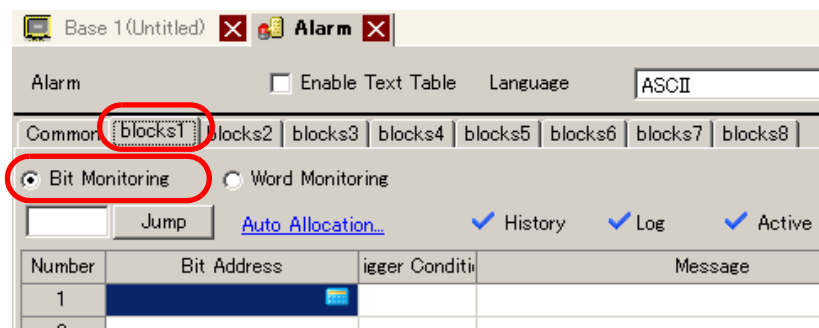 Base 1(Untitled) Alarm
Alarm Enable Text Table Language ASCII
Common blocks1 blocks2 blocks3 blocks4 blocks5 blocks6 blocks7 blocks8
Bit Monitoring Word Monitoring
Jump Auto Allocation... History Log Active
Number Bit Address igger Conditi Message
1